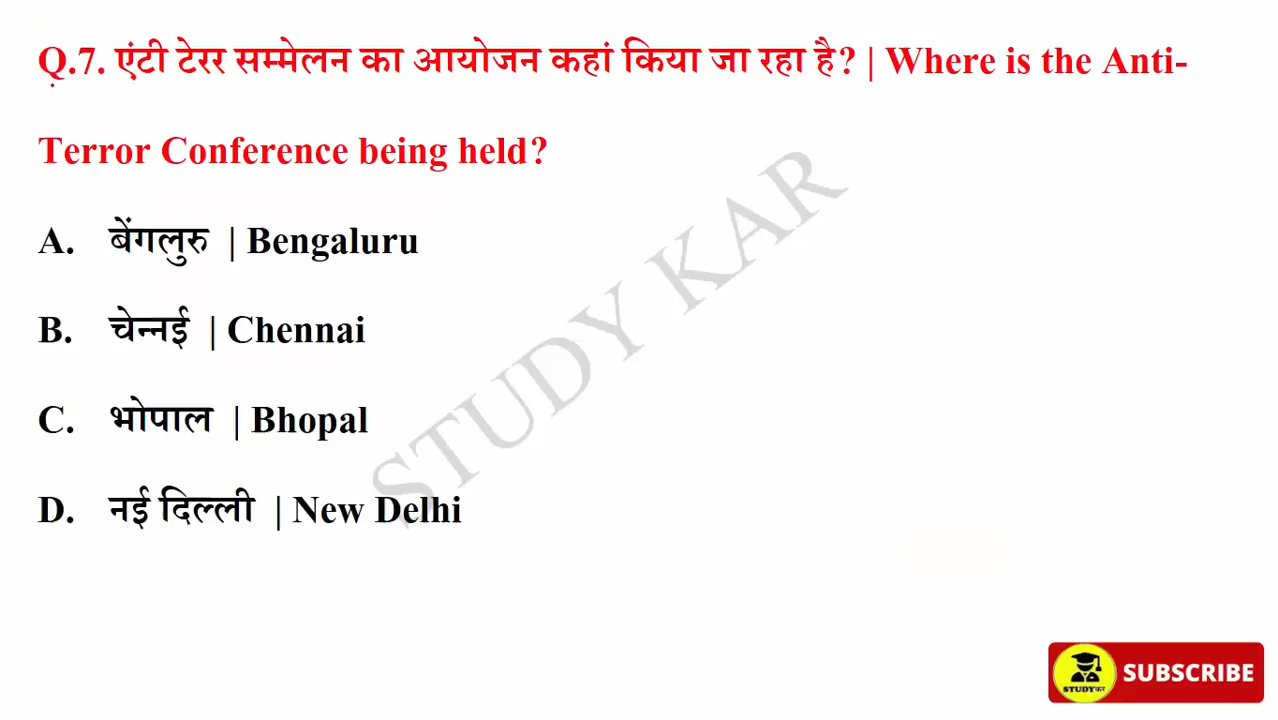 Q.7. एंटी टेरर सम्मेलन का आयोजन कहां किया जा रहा है? | Where is the Anti-
Terror Conference being held?
A. बेंगलुरु | Bengaluru
B. चेन्नई | Chennai
C. भोपाल | Bhopal
D. नई दिल्ली | New Delhi
STUDY KAR
STUDYकर
SUBSCRIBE